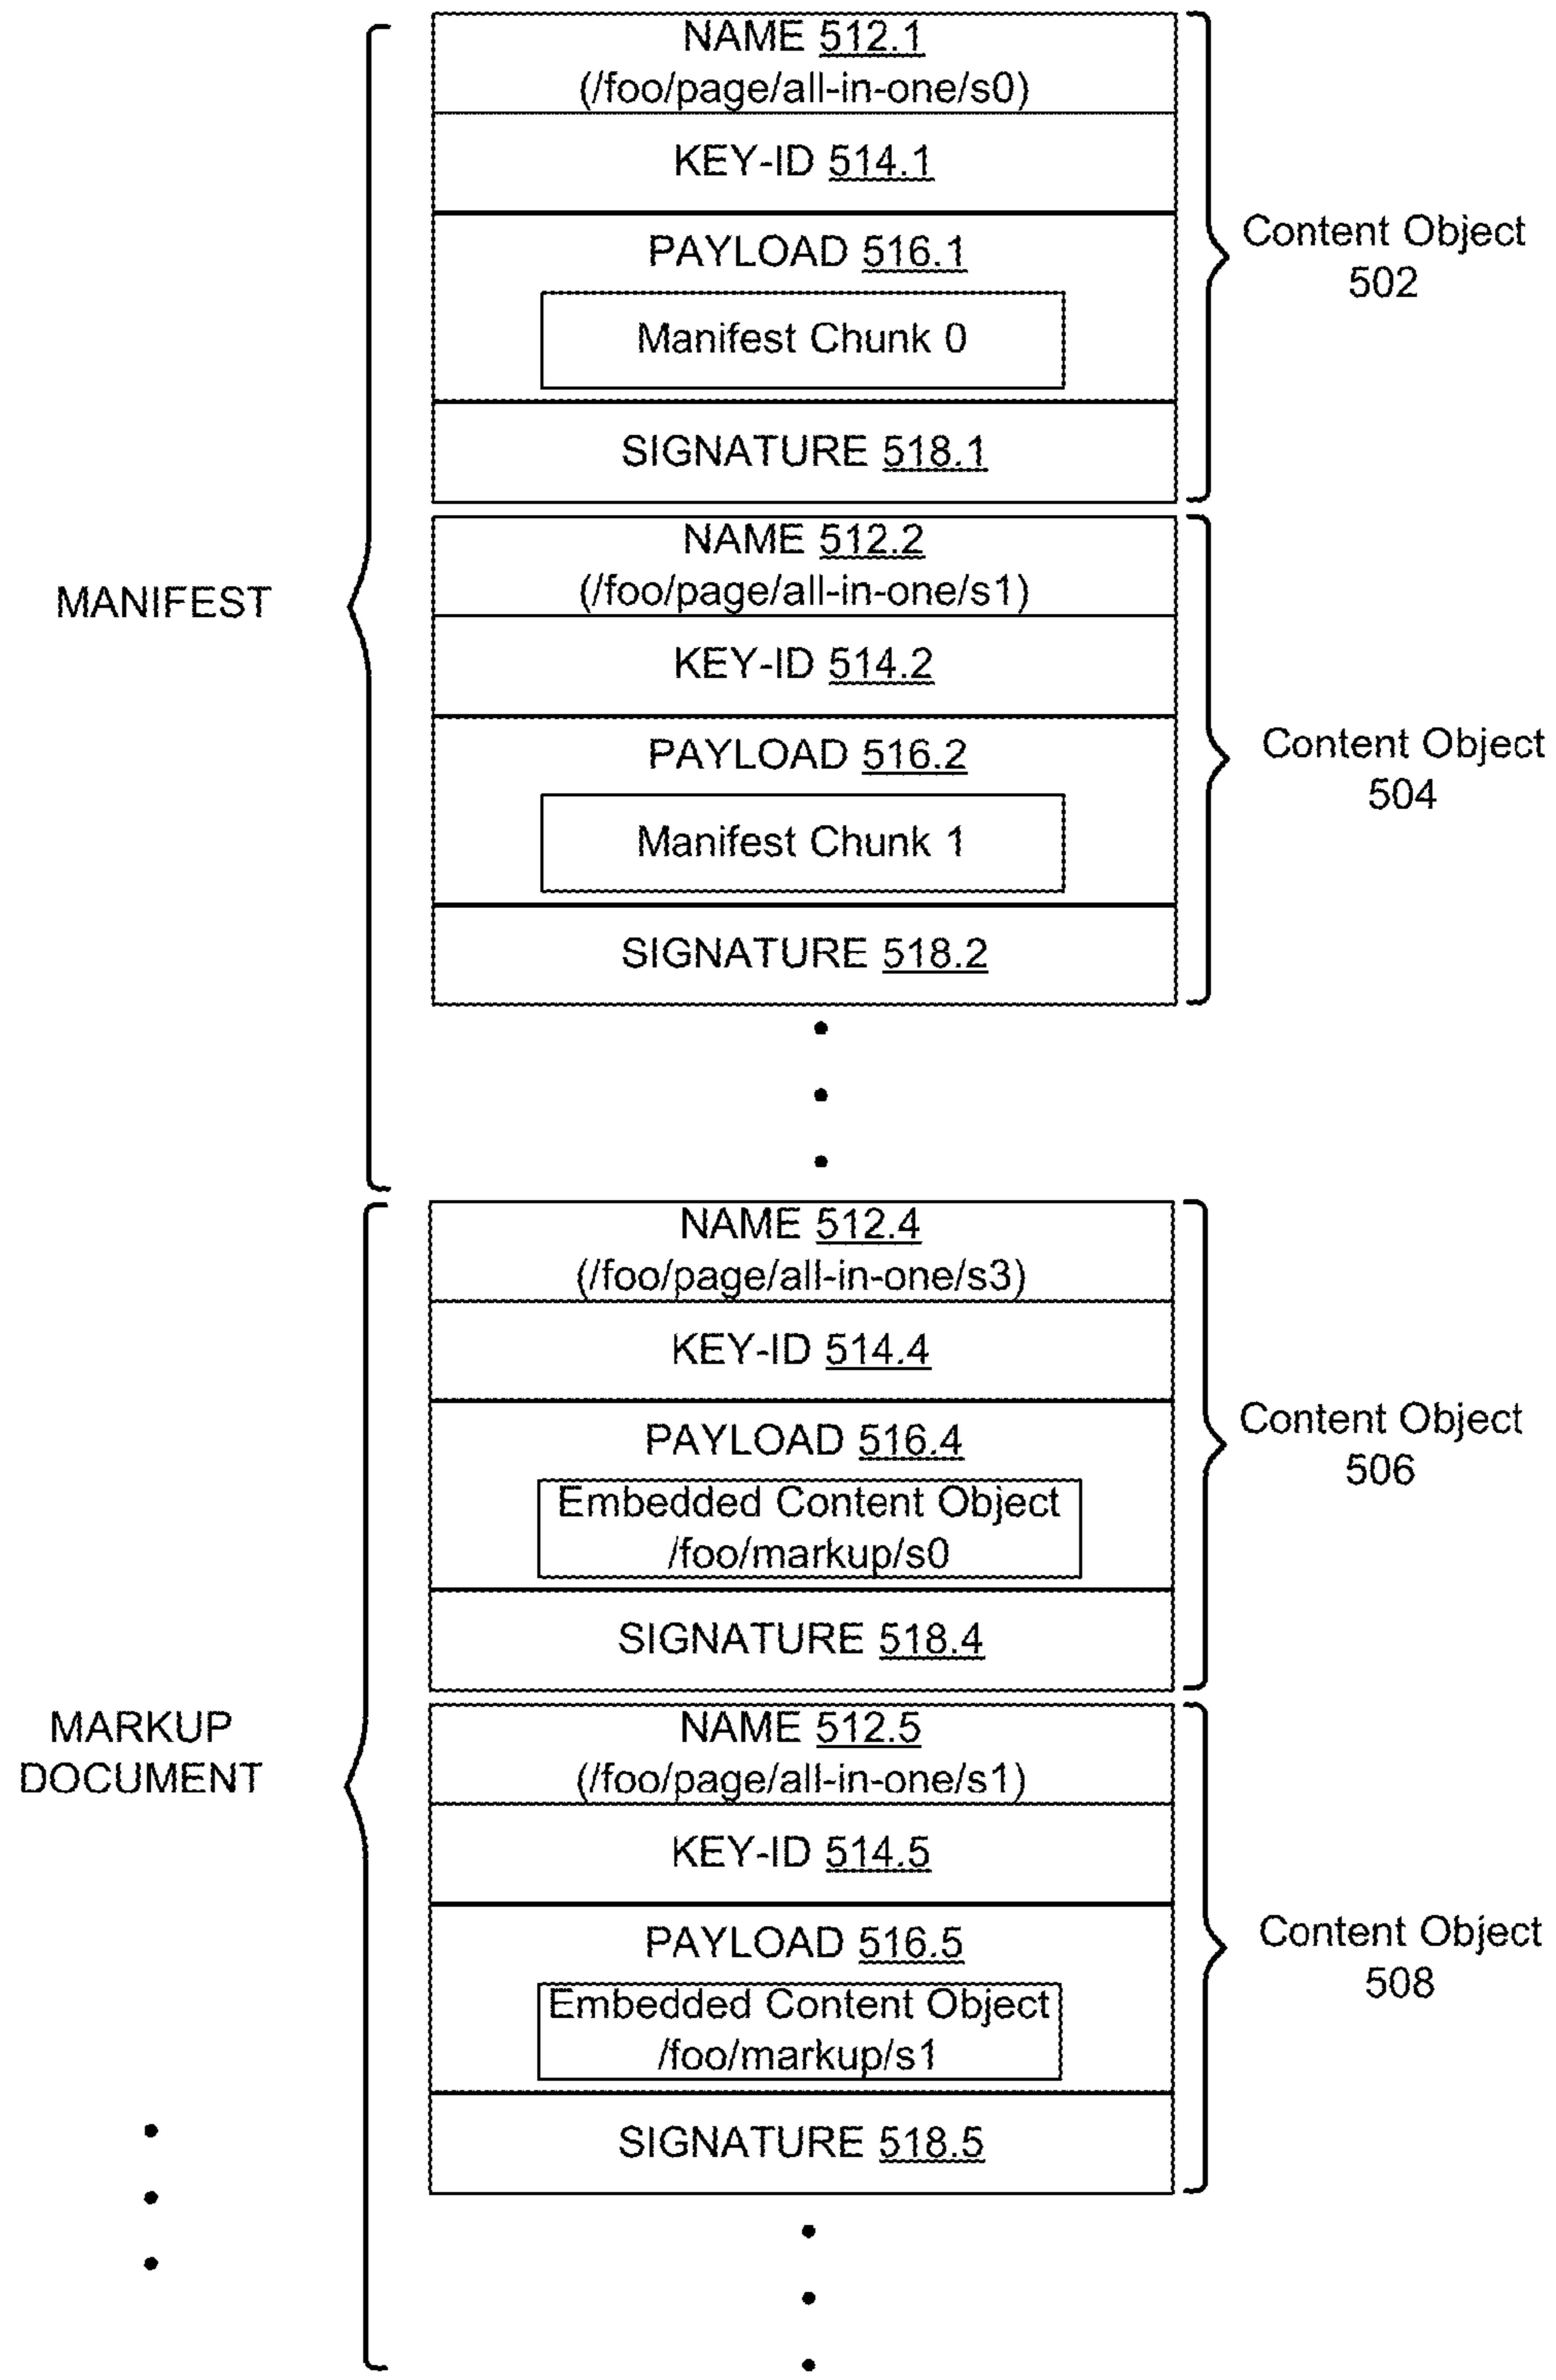 NAME 512.1
(/foo/page/all-in-one/s0)
KEY-ID 514.1
PAYLOAD 516.1
Manifest Chunk 0
SIGNATURE 518.1
Content Object
502
NAME 512.2
(/foo/page/all-in-one/s1)
KEY-ID 514.2
PAYLOAD 516.2
Manifest Chunk 1
SIGNATURE 518.2
Content Object
504
MANIFEST
NAME 512.4
(/foo/page/all-in-one/s3)
KEY-ID 514.4
PAYLOAD 516.4
Embedded Content Object
/foo/markup/s0
SIGNATURE 518.4
Content Object
506
NAME 512.5
(/foo/page/all-in-one/s1)
KEY-ID 514.5
PAYLOAD 516.5
Embedded Content Object
/foo/markup/s1
SIGNATURE 518.5
Content Object
508
MARKUP
DOCUMENT